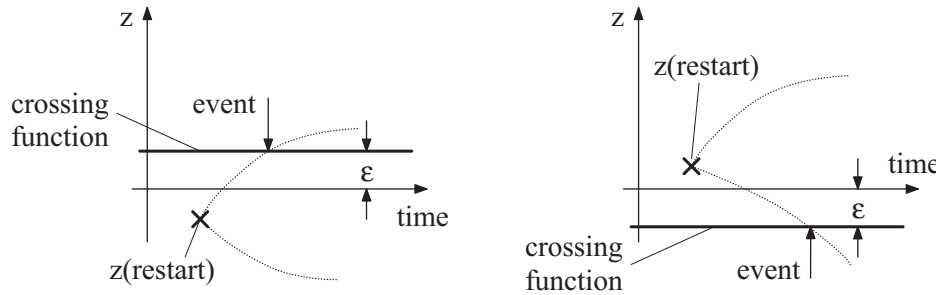 z
event
crossing
function
ε
time
z(restart)
z
z(restart)
time
ε
crossing
function
event